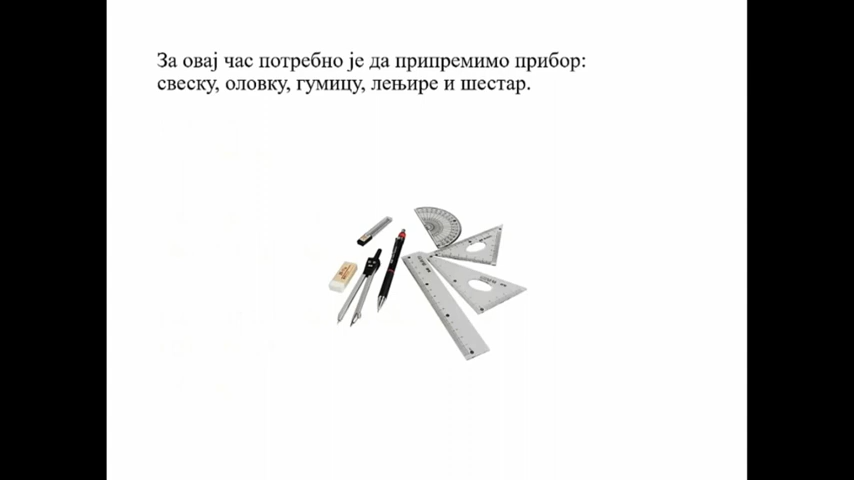 За овај час потребно је да припремимо прибор:
свеску, оловку, гумицу, лењире и шестар.